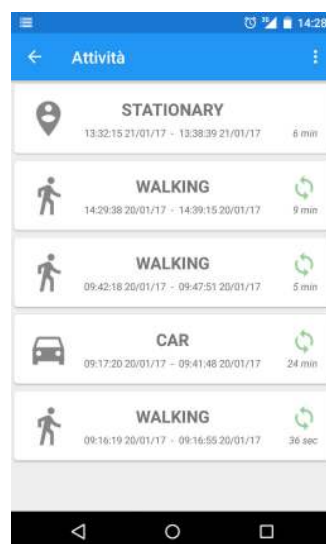 14:28
Attività
STATIONARY
13:32:15 21/01/17 - 13:38:39 21/01/17 6 min
WALKING
14:29:38 20/01/17 - 14:39:15 20/01/17 9 min
WALKING
09:42:18 20/01/17 - 09:47:51 20/01/17 5 min
CAR
09:17:20 20/01/17 - 09:41:48 20/01/17 24 min
WALKING
09:16:19 20/01/17 - 09:16:55 20/01/17 36 sec